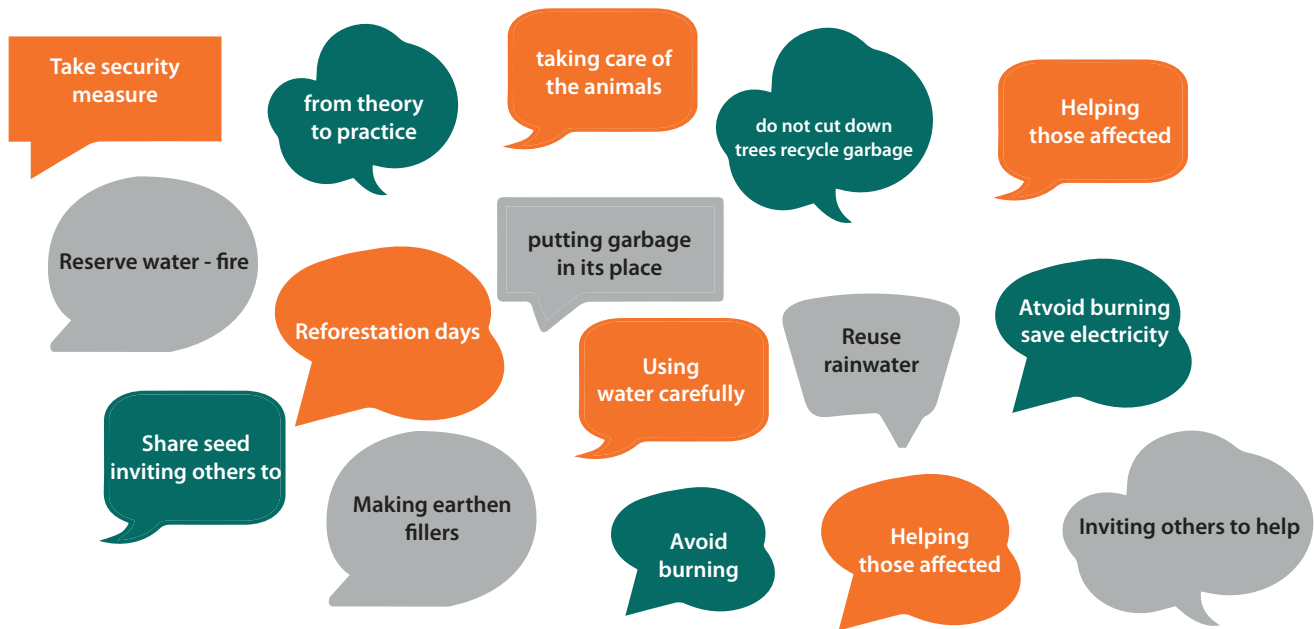 Take security
measure
from theory
to practice
taking care of
the animals
do not cut down
trees recycle garbage
Helping
those affected
Reserve water - fire
Reforestation days
putting garbage
in its place
Using
water carefully
Reuse
rainwater
Atvoid burning
save electricity
Share seed
inviting others to
Making earthen
fillers
Avoid
burning
Helping
those affected
Inviting others to help